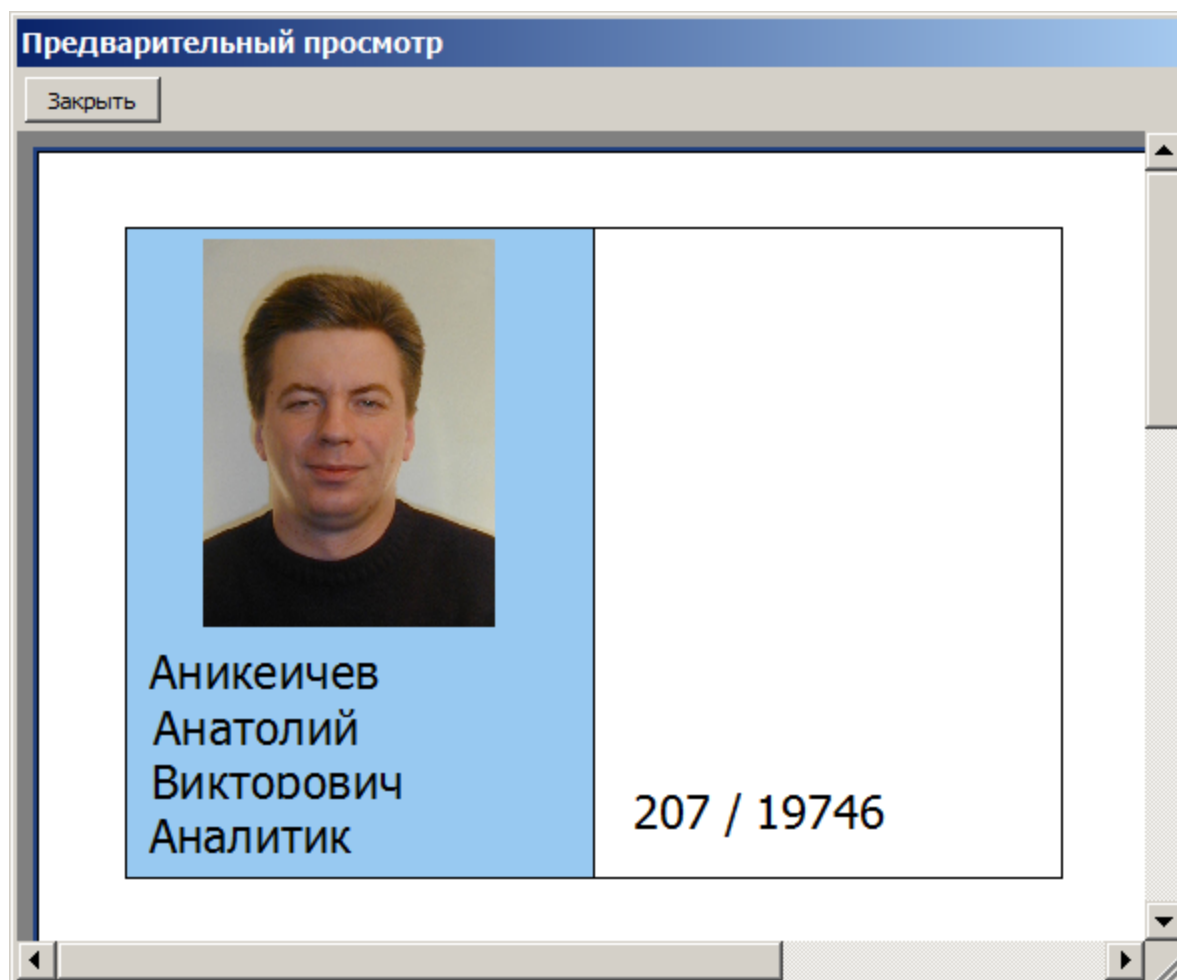 Предварительный просмотр
Закрыть
Аникеичев
Анатолий
Викторович
Аналитик
207 / 19746